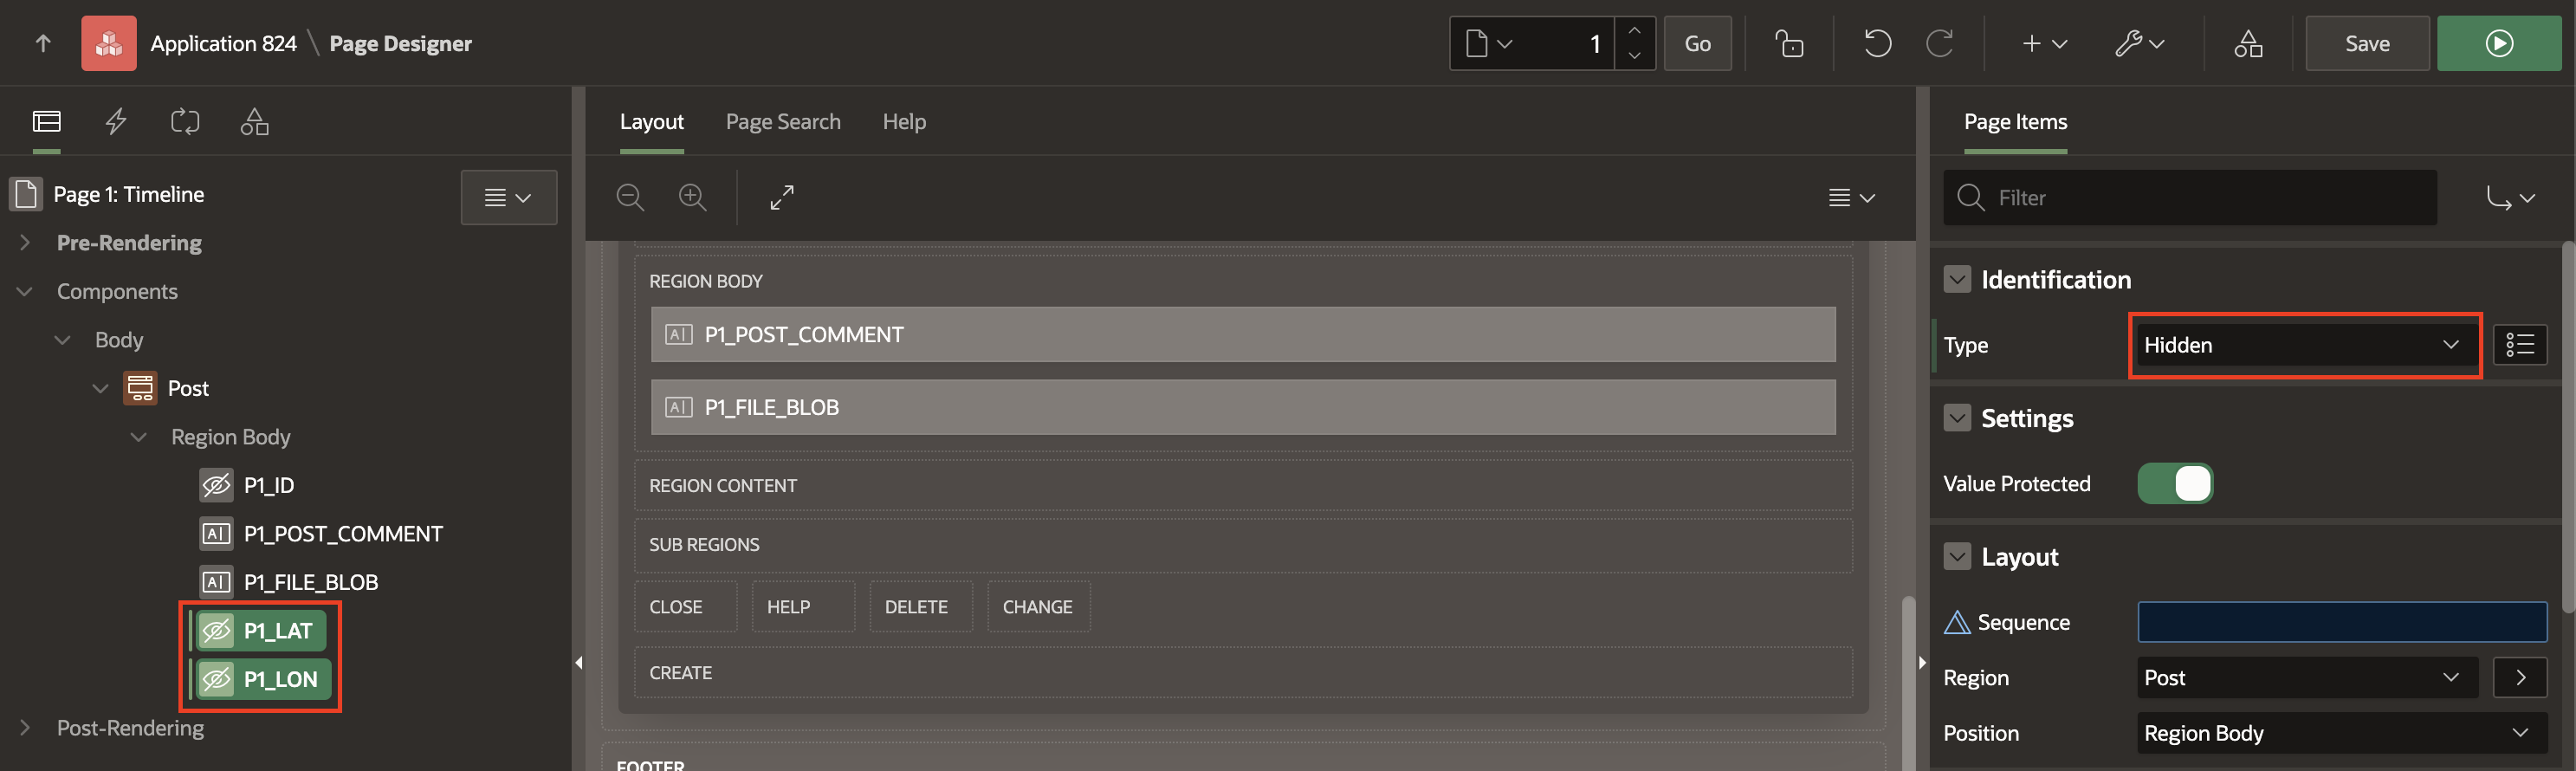 Application 824 \ Page Designer
1
Go
Save
Page 1: Timeline
Pre-Rendering
Components
Body
Post
Region Body
P1_ID
P1_POST_COMMENT
P1_FILE_BLOB
P1_LAT
P1_LON
Post-Rendering
Layout
Page Search
Help
REGION BODY
P1_POST_COMMENT
P1_FILE_BLOB
REGION CONTENT
SUB REGIONS
CLOSE
HELP
DELETE
CHANGE
CREATE
FOOTER
Page Items
Filter
Identification
Type
Hidden
Settings
Value Protected
Layout
Sequence
Region
Post
Position
Region Body